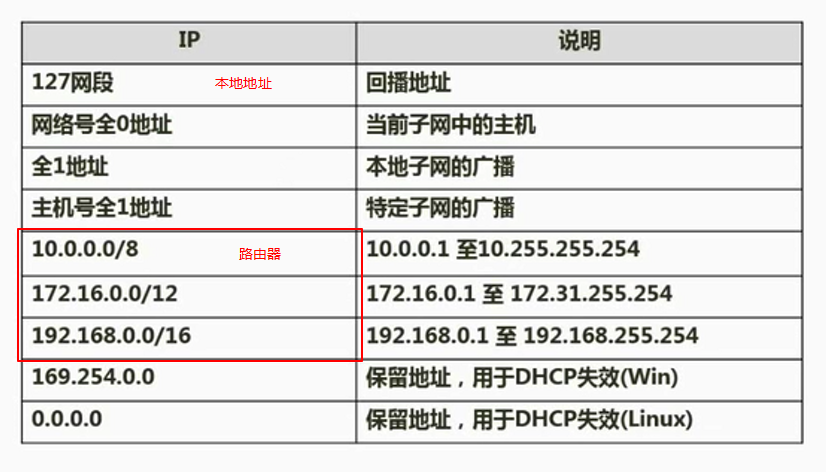 IP 说明
127网段 本地地址 回播地址
网络号全0地址 当前子网中的主机
全1地址 本地子网的广播
主机号全1地址 特定子网的广播
10.0.0.0/8 路由器 10.0.0.1 至10.255.255.254
172.16.0.0/12 172.16.0.1 至 172.31.255.254
192.168.0.0/16 192.168.0.1 至 192.168.255.254
169.254.0.0 保留地址，用于DHCP失效(Win)
0.0.0.0 保留地址，用于DHCP失效(Linux)